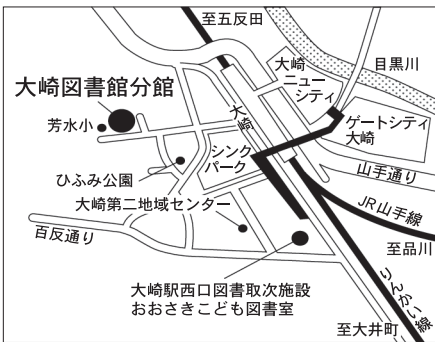 至五反田
目黒川
大崎
ニュー
シティ
大崎図書館分館
大崎
芳水小
ゲートシティ
大崎
シンク
パーク
ひふみ公園
山手通り
大崎第二地域センター
JR山手線
百反通り
至品川
りんかい線
大崎駅西口図書取次施設
おおさきこども図書室
至大井町